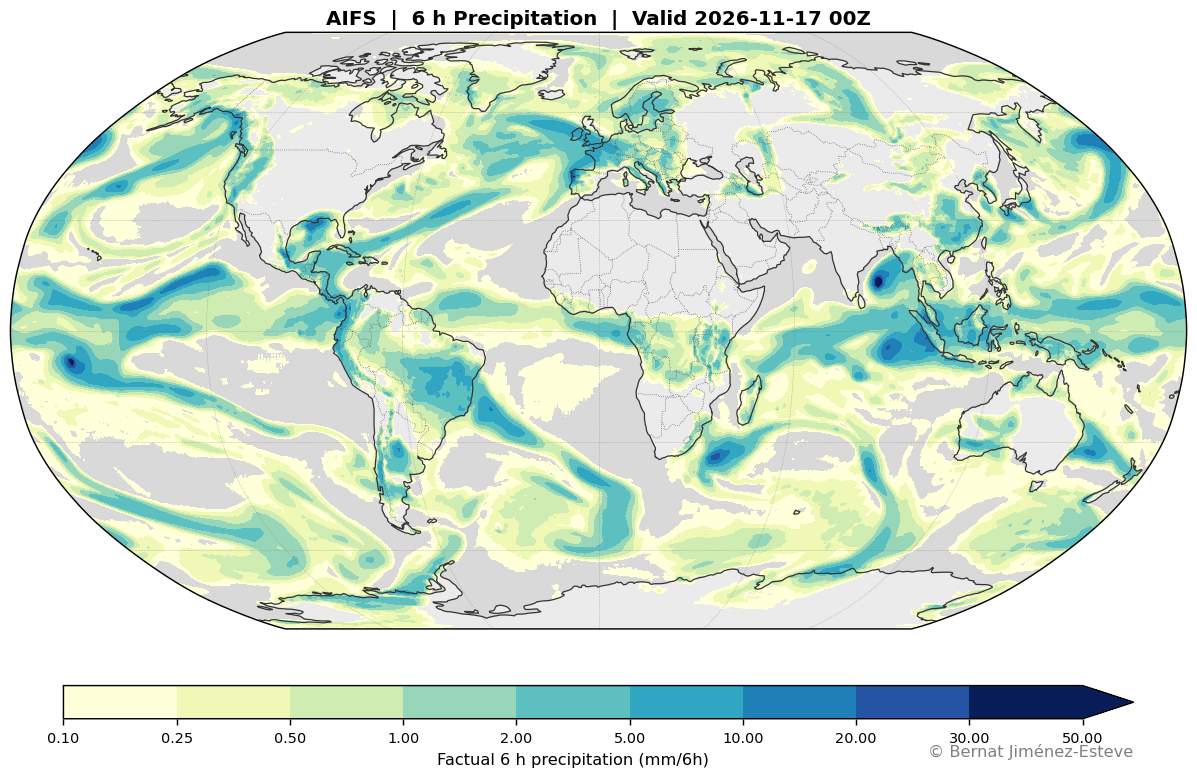 AIFS | 6 h Precipitation | Valid 2026-11-17 00Z
0.10 0.25 0.50 1.00 2.00 5.00 10.00 20.00 30.00 50.00
Factual 6 h precipitation (mm/6h)
© Bernat Jiménez-Esteve